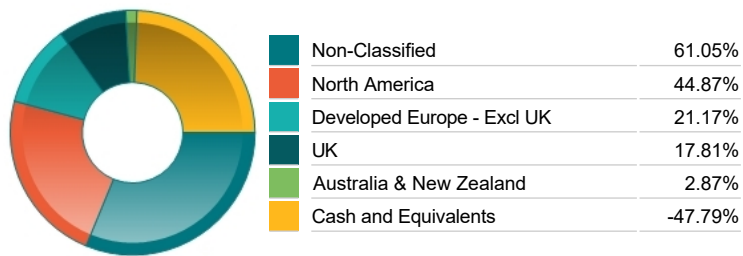 Non-Classified 61.05%
North America 44.87%
Developed Europe - Excl UK 21.17%
UK 17.81%
Australia & New Zealand 2.87%
Cash and Equivalents -47.79%